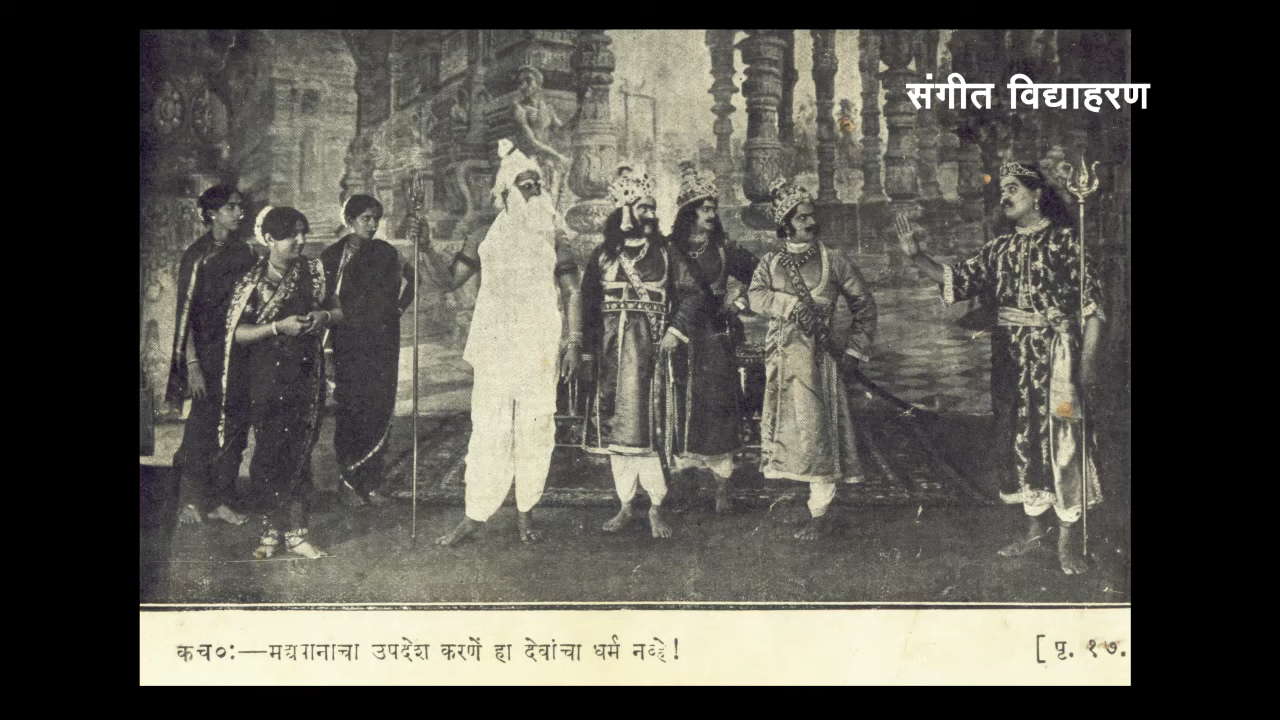 संगीत विद्याहरण
कच०:—मद्यपानाचा उपदेश करणें हा देवांचा धर्म नव्हे!
[ पृ. १७.